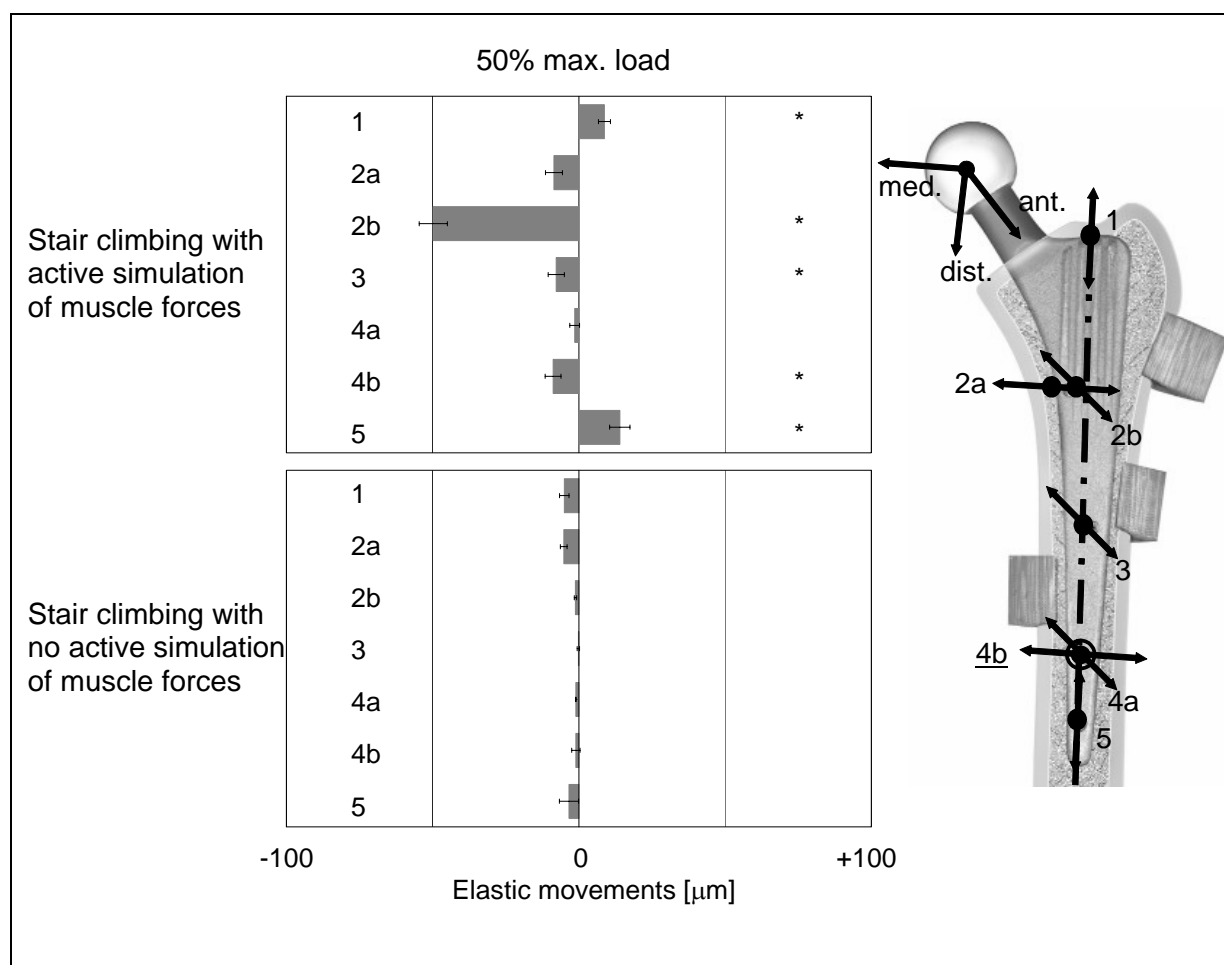 50% max. load
Stair climbing with
active simulation
of muscle forces
1
2a
2b
3
4a
4b
5
*
*
*
*
*
Stair climbing with
no active simulation
of muscle forces
1
2a
2b
3
4a
4b
5
-100
0
+100
Elastic movements [μm]
med.
ant.
dist.
1
2a
2b
3
4b
4a
5